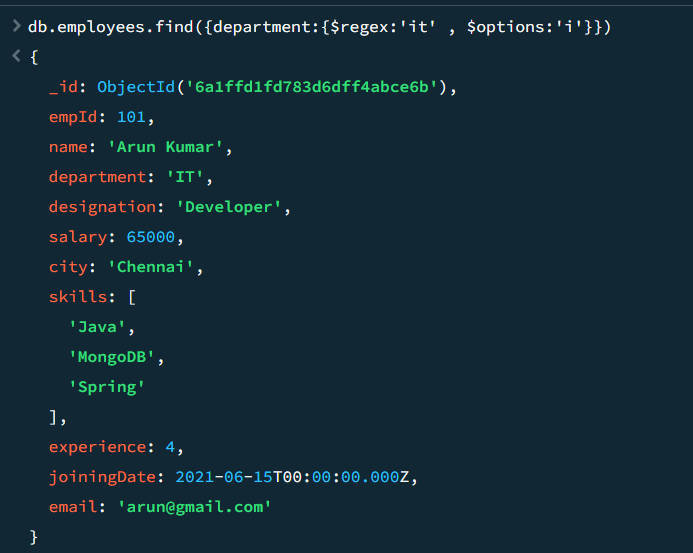 > db.employees.find({department:{$regex:'it' , $options:'i'}})
< {
_id: ObjectId('6a1ffd1fd783d6dff4abce6b'),
empId: 101,
name: 'Arun Kumar',
department: 'IT',
designation: 'Developer',
salary: 65000,
city: 'Chennai',
skills: [
'Java',
'MongoDB',
'Spring'
],
experience: 4,
joiningDate: 2021-06-15T00:00:00.000Z,
email: 'arun@gmail.com'
}